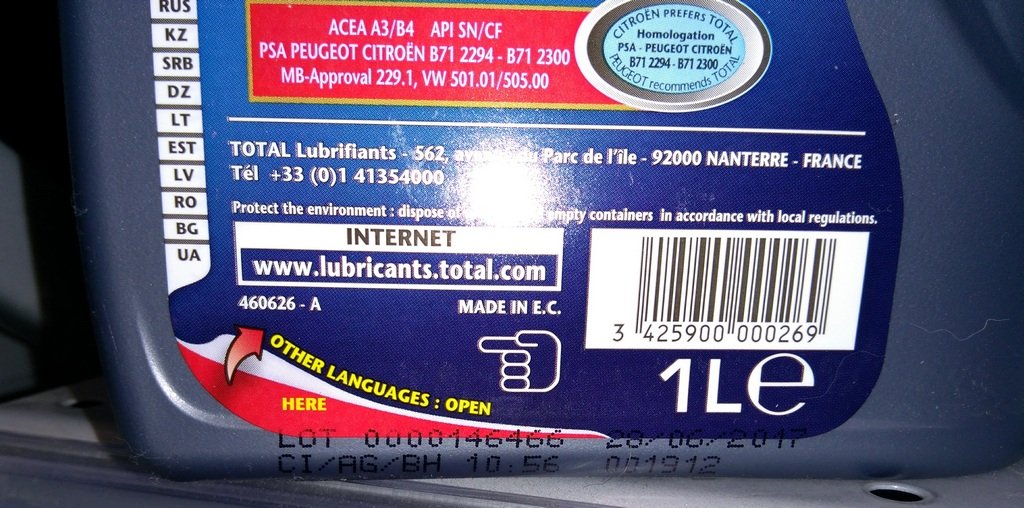 RUS
KZ
SRB
DZ
LT
EST
LV
RO
BG
UA
ACEA A3/B4 API SN/CF
PSA PEUGEOT CITROËN B71 2294 - B71 2300
MB-Approval 229.1, VW 501.01/505.00
CITROËN PREFERS TOTAL
Homologation
PSA - PEUGEOT CITROËN
B71 2294 - B71 2300
PEUGEOT recommends TOTAL
TOTAL Lubrifiants - 562, du Parc de l'île - 92000 NANTERRE - FRANCE
Tél +33 (0)1 41354000
Protect the environment : dispose of empty containers in accordance with local regulations.
INTERNET
www.lubricants.total.com
460626 - A
MADE IN E.C.
3 425900 000269
1L e
OTHER LANGUAGES : OPEN
HERE
LOT 0000146466 28/06/2017
CI/AG/BH 10:56 001912